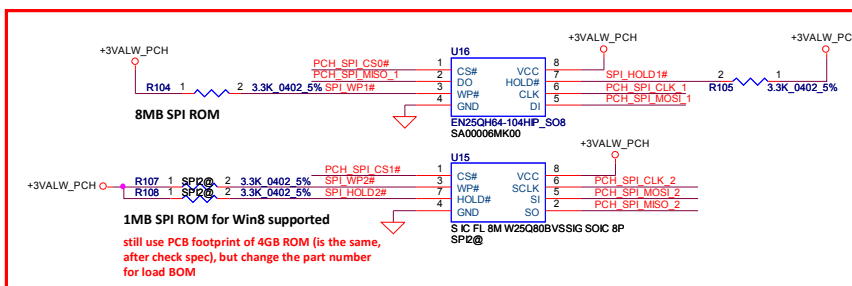 +3VALW_PCH
+3VALW_PCH
+3VALW_PC
U16
PCH_SPI_CS0# 1 CS# VCC 8
PCH_SPI_MISO_1 2 DO HOLD# 7 SPI_HOLD1# 2 1
R104 1 2 3.3K_0402_5% SPI_WP1# 3 WP# CLK 6 PCH_SPI_CLK_1 R105 3.3K_0402_5%
4 GND DI 5 PCH_SPI_MOSI_1
8MB SPI ROM
EN25QH64-104HIP_SO8
SA00006MK00
+3VALW_PCH
U15
PCH_SPI_CS1# 1 CS# VCC 8
+3VALW_PCH R107 1 SPI2@ 2 3.3K_0402_5% SPI_WP2# 3 WP# SCLK 6 PCH_SPI_CLK_2
R108 1 SPI2@ 2 3.3K_0402_5% SPI_HOLD2# 7 HOLD# SI 5 PCH_SPI_MOSI_2
4 GND SO 2 PCH_SPI_MISO_2
1MB SPI ROM for Win8 supported
S IC FL 8M W25Q80BVSSIG SOIC 8P
SPI2@
still use PCB footprint of 4GB ROM (is the same,
after check spec), but change the part number
for load BOM